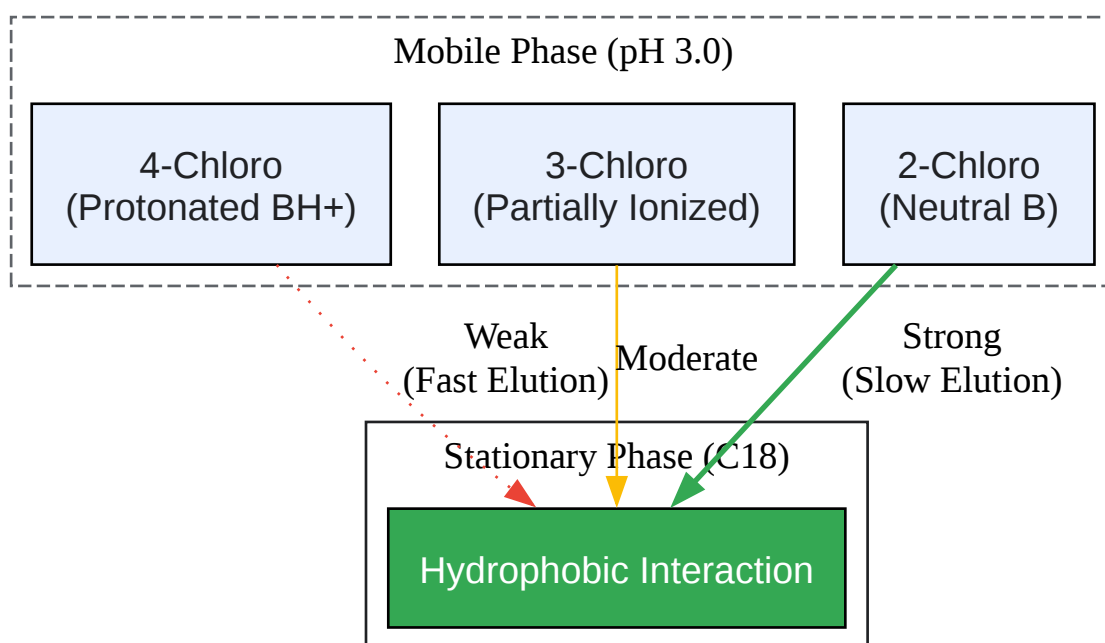 Mobile Phase (pH 3.0)
4-Chloro
(Protonated BH+)
3-Chloro
(Partially Ionized)
2-Chloro
(Neutral B)
Weak
(Fast Elution)
Moderate
Strong
(Slow Elution)
Stationary Phase (C18)
Hydrophobic Interaction